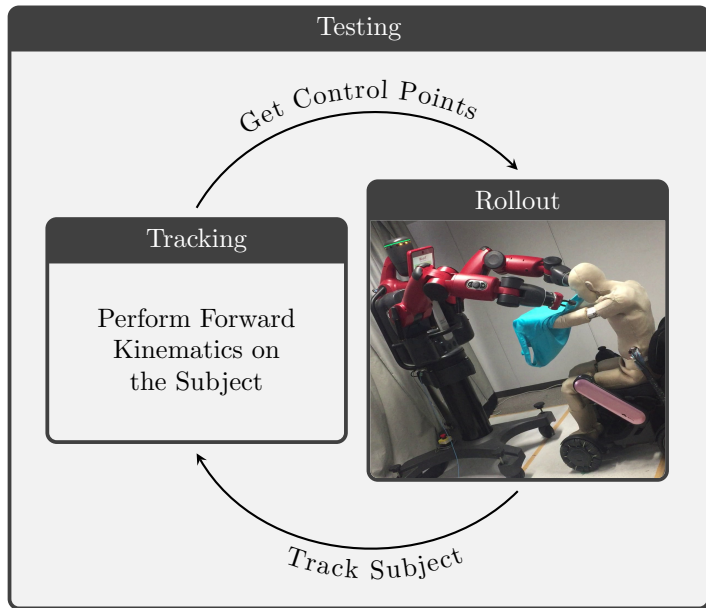 Testing
Get Control Points
Rollout
Tracking
Perform Forward
Kinematics on
the Subject
Track Subject